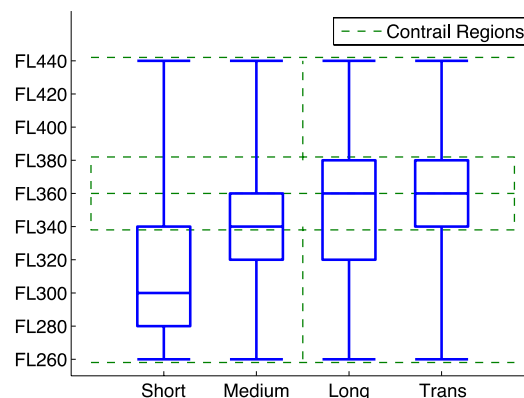 Contrail Regions
FL440
FL420
FL400
FL380
FL360
FL340
FL320
FL300
FL280
FL260
Short Medium Long Trans